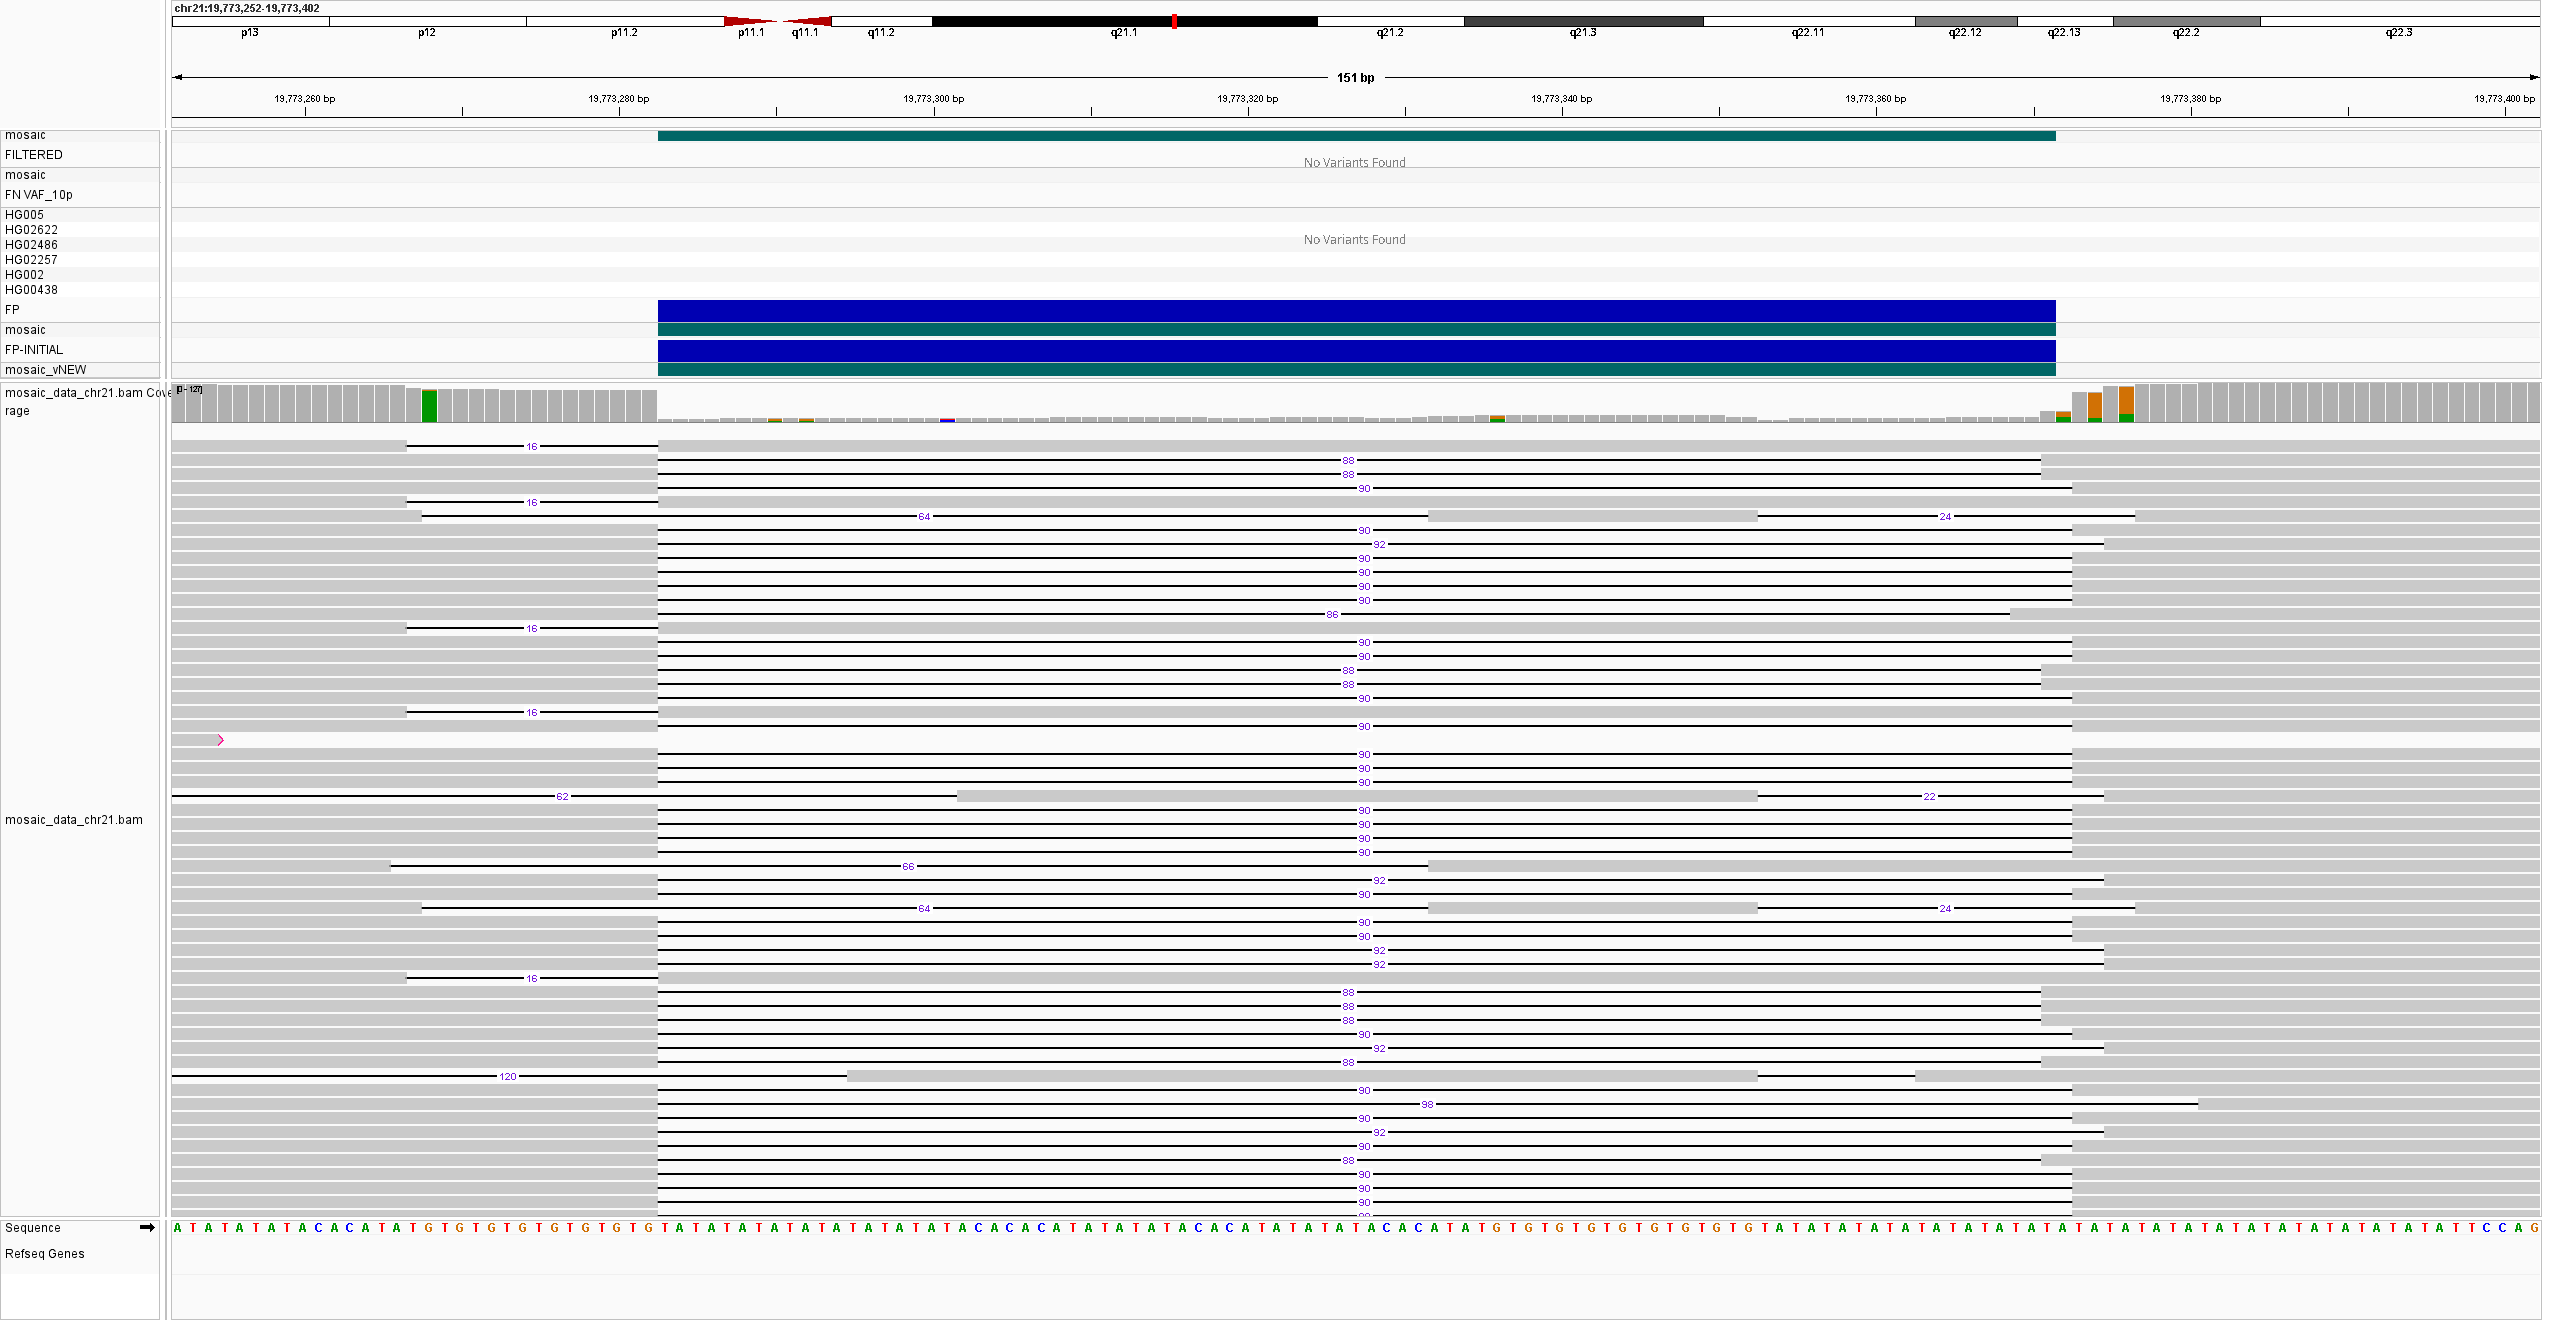 chr21:19,773,252-19,773,402
p13 p12 p11.2 p11.1 q11.1 q11.2 q21.1 q21.2 q21.3 q22.11 q22.12 q22.13 q22.2 q22.3
151 bp
19,773,260 bp 19,773,280 bp 19,773,300 bp 19,773,320 bp 19,773,340 bp 19,773,360 bp 19,773,380 bp 19,773,400 bp
mosaic
FILTERED
No Variants Found
mosaic
FN VAF_10p
HG005
HG02622
HG02486
No Variants Found
HG02257
HG002
HG00438
FP
mosaic
FP-INITIAL
mosaic_vNEW
mosaic_data_chr21.bam Cove
rage
[0 - 127]
16
88
88
90
16
64 24
90
92
90
90
90
90
86
16
90
90
88
88
90
16
90
90
90
90
62 22
90
90
90
90
66
92
90
64 24
90
90
92
92
16
88
88
88
90
92
88
120
90
98
90
92
90
88
90
90
90
mosaic_data_chr21.bam
Sequence A T A T A T A T A C A C A T A T G T G T G T G T G T G T G T G T A T A T A T A T A T A T A T A T A T A C A C A C A T A T A T A T A C A C A T A T A T A T A C A C A T A T G T G T G T G T G T G T G T G T G T A T A T A T A T A T A T A T A T A T A T A T A T A T A T A T A T A T A T A T A T T C C A G
Refseq Genes